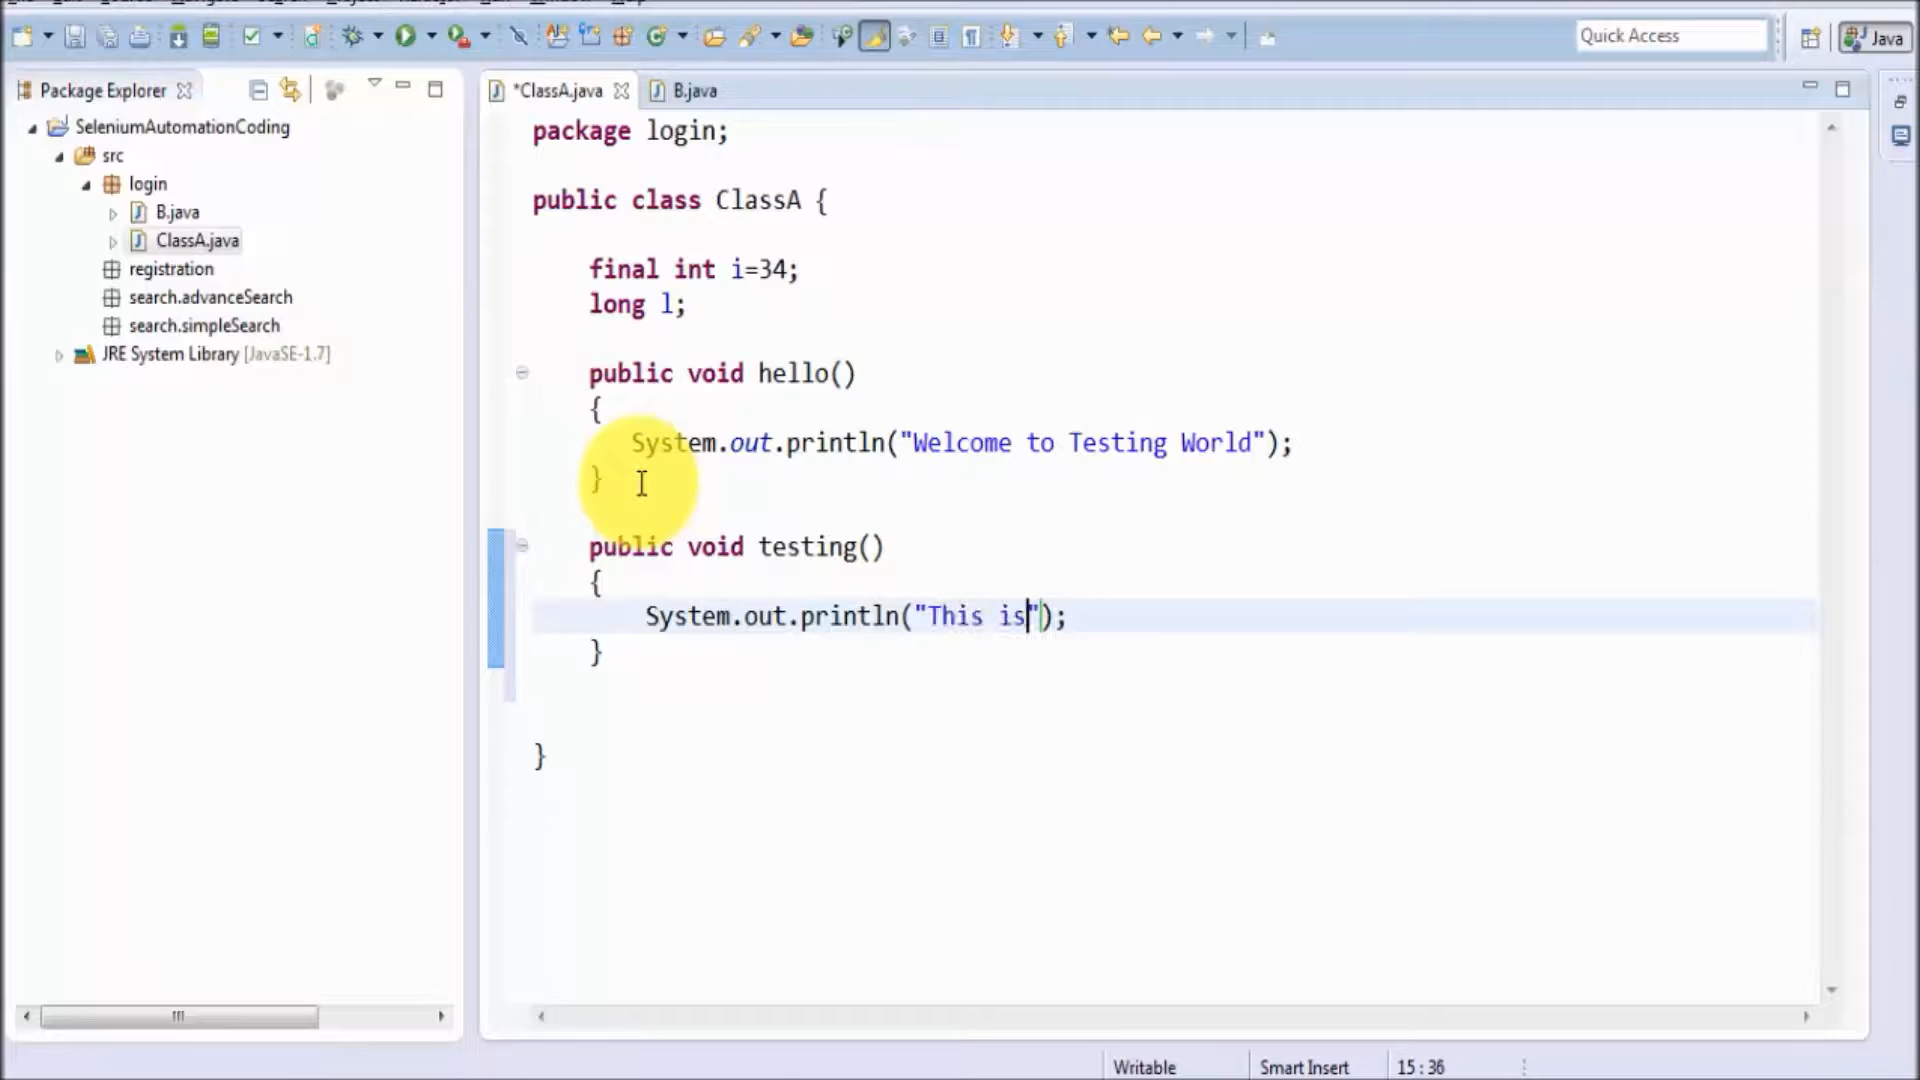 Quick Access
Java
Package Explorer
*ClassA.java
B.java
SeleniumAutomationCoding
src
login
B.java
ClassA.java
registration
search.advanceSearch
search.simpleSearch
JRE System Library [JavaSE-1.7]
package login;
public class ClassA {
final int i=34;
long l;
public void hello()
{
System.out.println("Welcome to Testing World");
}
public void testing()
{
System.out.println("This is");
}
}
Writable
Smart Insert
15 : 36